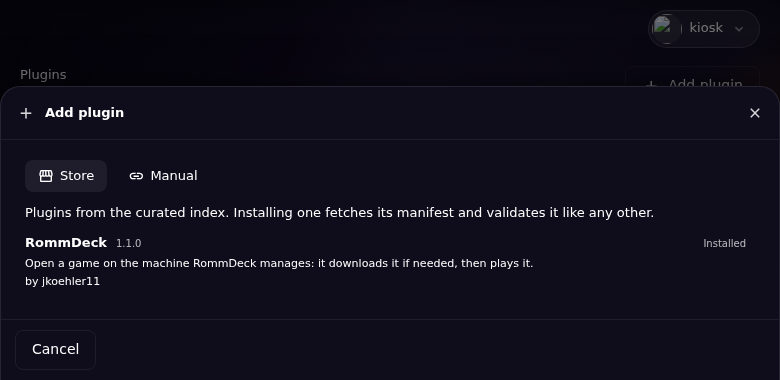 kiosk
Plugins
Add plugin
Add plugin
Store
Manual
Plugins from the curated index. Installing one fetches its manifest and validates it like any other.
RommDeck 1.1.0
Installed
Open a game on the machine RommDeck manages: it downloads it if needed, then plays it.
by jkoehler11
Cancel